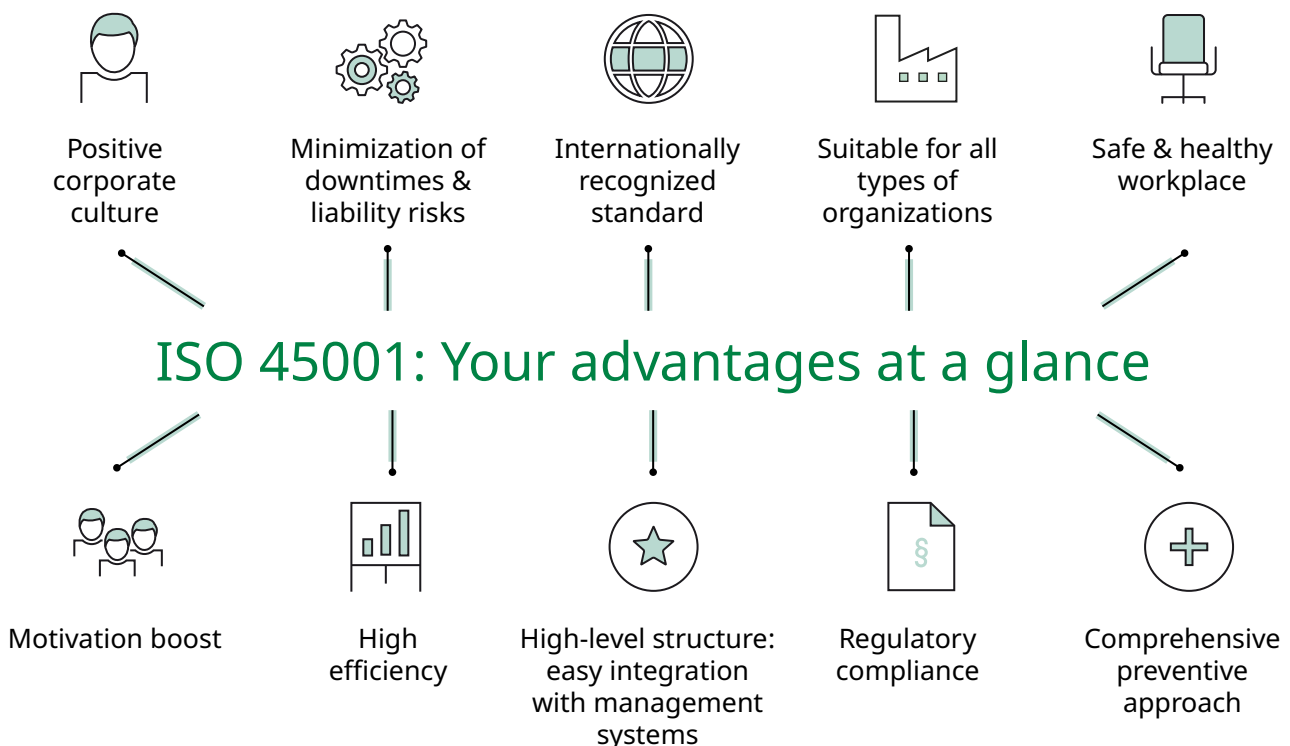 Positive
corporate
culture
Minimization of
downtimes &
liability risks
Internationally
recognized
standard
Suitable for all
types of
organizations
Safe & healthy
workplace
ISO 45001: Your advantages at a glance
Motivation boost
High
efficiency
High-level structure:
easy integration
with management
systems
§
Regulatory
compliance
Comprehensive
preventive
approach